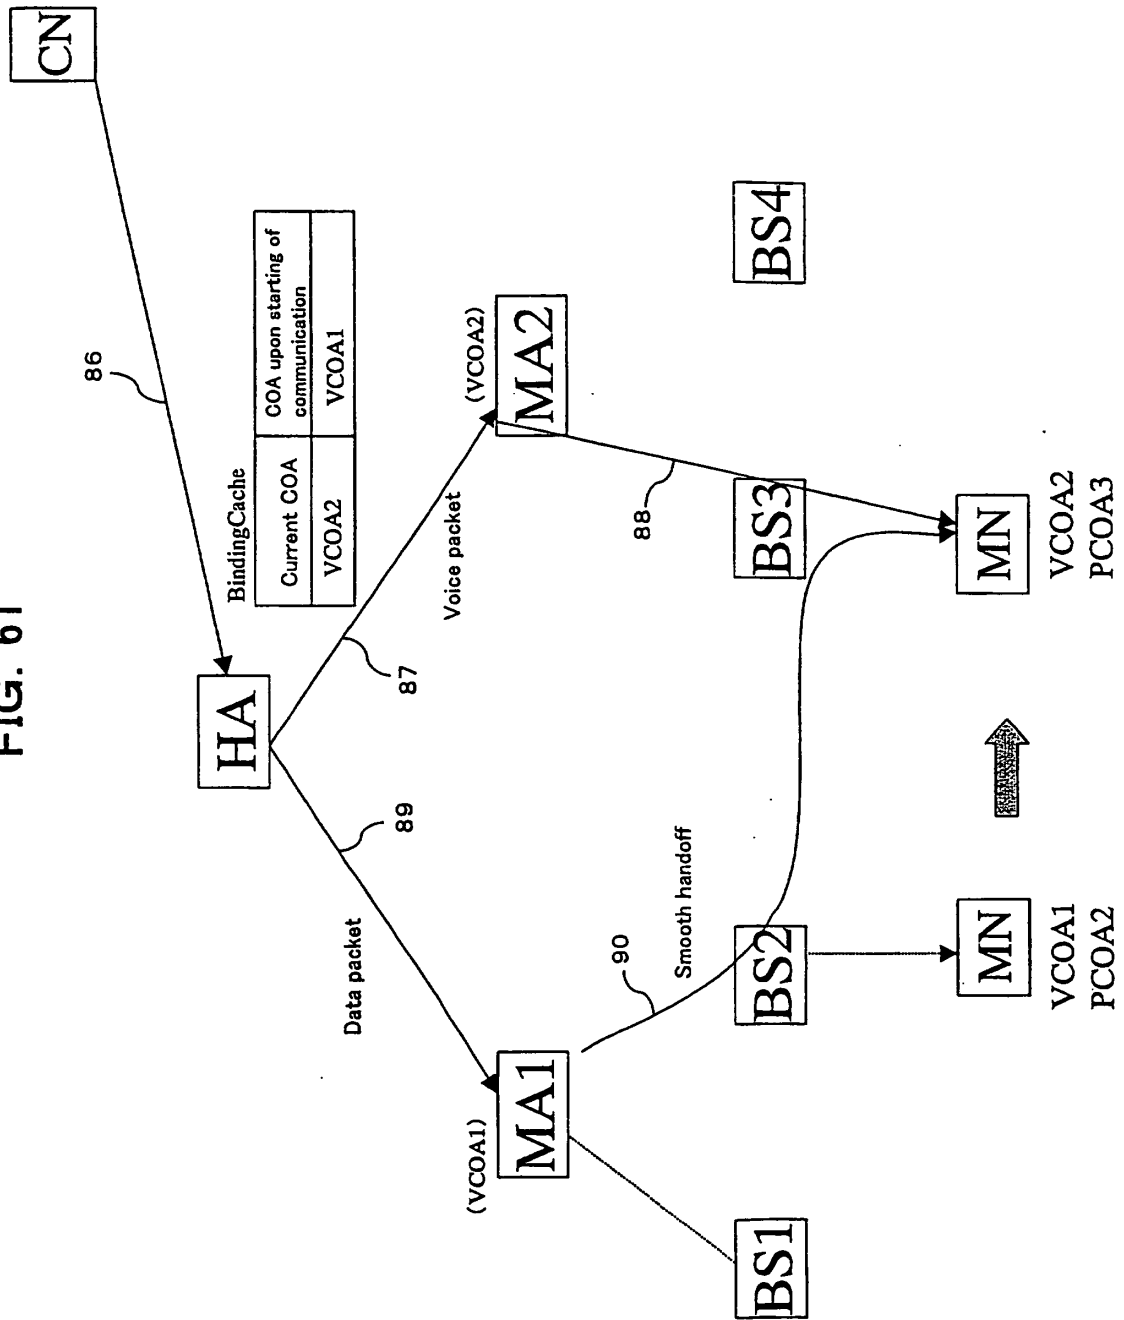 FIG. 61
CN
86
HA
BindingCache
Current COA
COA upon starting of
communication
VCOA2
VCOA1
89
87
Data packet
Voice packet
(VCOA1)
MA1
(VCOA2)
MA2
90
88
Smooth handoff
BS1
BS2
BS3
BS4
MN
VCOA1
PCOA2
MN
VCOA2
PCOA3